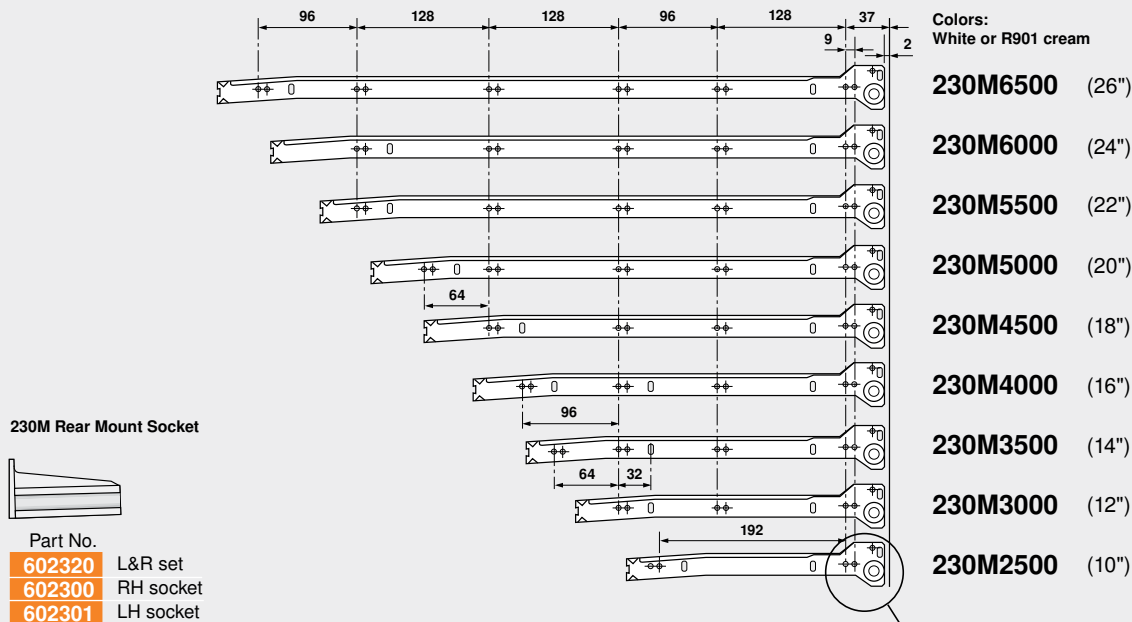 96 128 128 96 128 37
9 2
Colors:
White or R901 cream
230M6500 (26")
230M6000 (24")
230M5500 (22")
230M5000 (20")
64
230M4500 (18")
230M4000 (16")
96
230M Rear Mount Socket
230M3500 (14")
64 32
230M3000 (12")
192
230M2500 (10")
Part No.
602320 L&R set
602300 RH socket
602301 LH socket